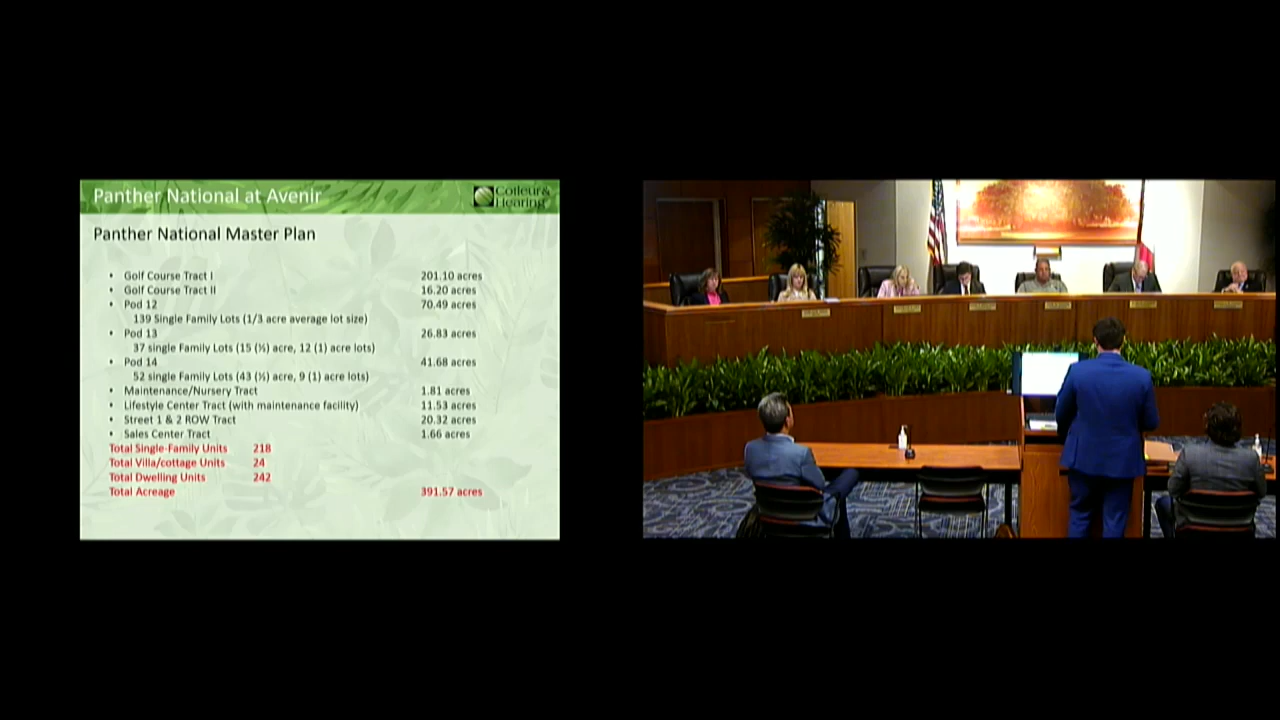 Panther National at Avenir
Cotleur&
Hearing
Panther National Master Plan
• Golf Course Tract I 201.10 acres
• Golf Course Tract II 16.20 acres
• Pod 12 70.49 acres
139 Single Family Lots (1/3 acre average lot size)
• Pod 13 26.83 acres
37 single Family Lots (15 (½) acre, 12 (1) acre lots)
• Pod 14 41.68 acres
52 single Family Lots (43 (½) acre, 9 (1) acre lots)
• Maintenance/Nursery Tract 1.81 acres
• Lifestyle Center Tract (with maintenance facility) 11.53 acres
• Street 1 & 2 ROW Tract 20.32 acres
• Sales Center Tract 1.66 acres
Total Single-Family Units 218
Total Villa/cottage Units 24
Total Dwelling Units 242
Total Acreage 391.57 acres